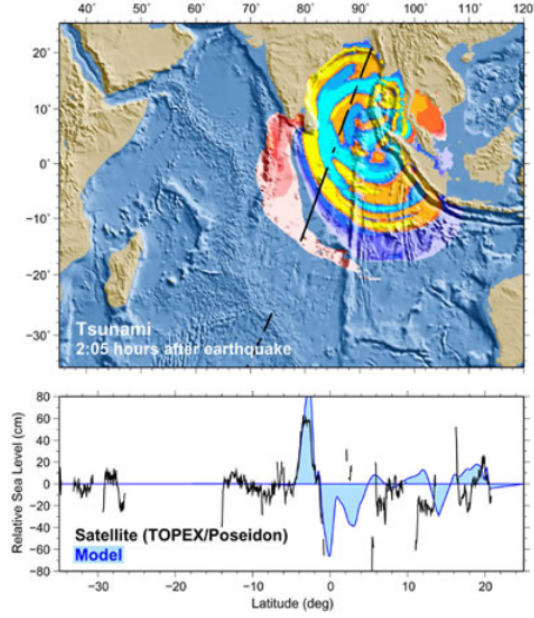 40° 50° 60° 70° 80° 90° 100° 110° 120°
20°
10°
0°
−10°
−20°
−30°
Tsunami
2:05 hours after earthquake
Relative Sea Level (cm)
80
60
40
20
0
−20
−40
−60
−80
Satellite (TOPEX/Poseidon)
Model
−30 −20 −10 0 10 20
Latitude (deg)